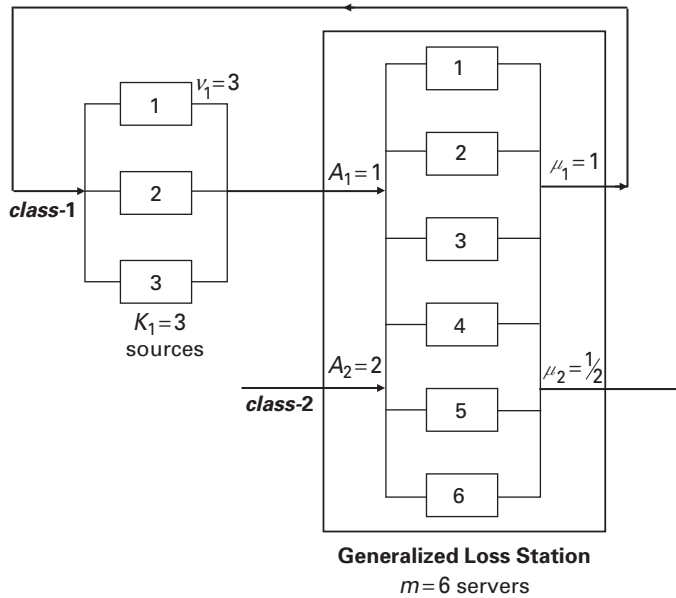 1
ν₁=3
1
2
A₁=1
μ₁=1
2
class-1
3
3
K₁=3
sources
4
A₂=2
μ₂=½
class-2
5
6
Generalized Loss Station
m=6 servers